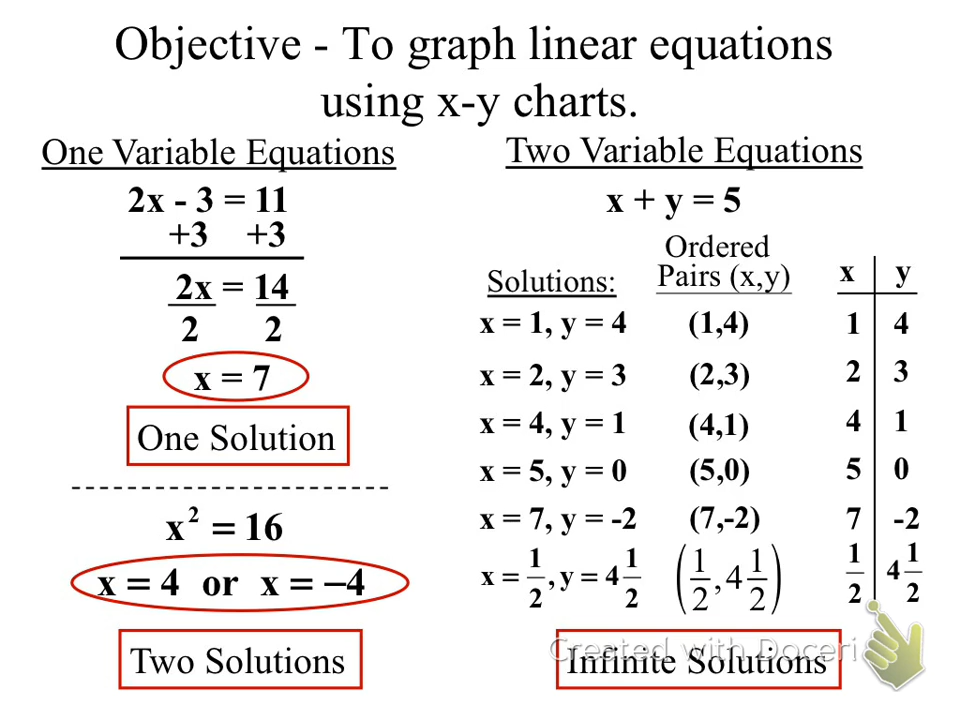 Objective - To graph linear equations
using x-y charts.
One Variable Equations
2x - 3 = 11
+3 +3
2x = 14
2 2
x = 7
One Solution
x² = 16
x = 4 or x = −4
Two Solutions
Two Variable Equations
x + y = 5
Solutions:
x = 1, y = 4
x = 2, y = 3
x = 4, y = 1
x = 5, y = 0
x = 7, y = -2
x = 1/2, y = 4 1/2
Ordered
Pairs (x,y)
(1,4)
(2,3)
(4,1)
(5,0)
(7,-2)
(1/2, 4 1/2)
x y
1 4
2 3
4 1
5 0
7 -2
1/2 4 1/2
Infinite Solutions
Created with Doceri